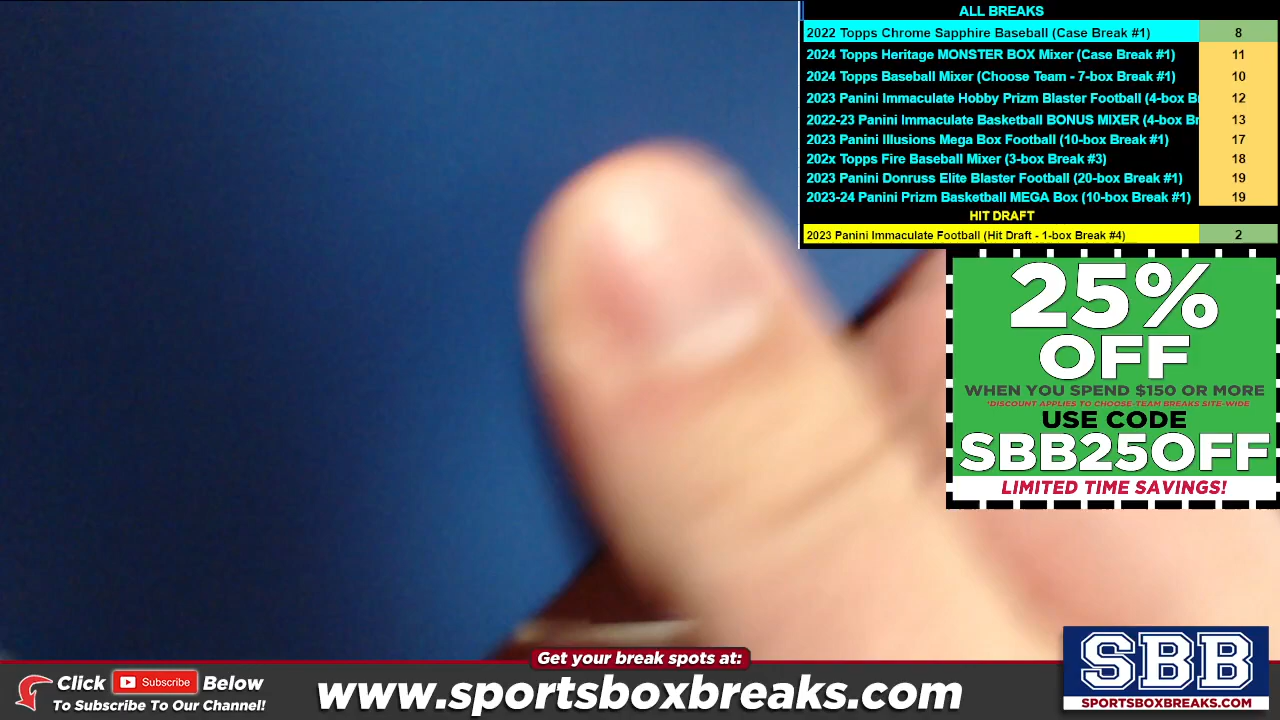 ALL BREAKS
2022 Topps Chrome Sapphire Baseball (Case Break #1) 8
2024 Topps Heritage MONSTER BOX Mixer (Case Break #1) 11
2024 Topps Baseball Mixer (Choose Team - 7-box Break #1) 10
2023 Panini Immaculate Hobby Prizm Blaster Football (4-box B 12
2022-23 Panini Immaculate Basketball BONUS MIXER (4-box Br 13
2023 Panini Illusions Mega Box Football (10-box Break #1) 17
202x Topps Fire Baseball Mixer (3-box Break #3) 18
2023 Panini Donruss Elite Blaster Football (20-box Break #1) 19
2023-24 Panini Prizm Basketball MEGA Box (10-box Break #1) 19
HIT DRAFT
2023 Panini Immaculate Football (Hit Draft - 1-box Break #4) 2
25%
OFF
WHEN YOU SPEND $150 OR MORE
*DISCOUNT APPLIES TO CHOOSE-TEAM BREAKS SITE-WIDE
USE CODE
SBB25OFF
LIMITED TIME SAVINGS!
Get your break spots at:
Click Subscribe Below
To Subscribe To Our Channel!
www.sportsboxbreaks.com
SBB
SPORTSBOXBREAKS.COM